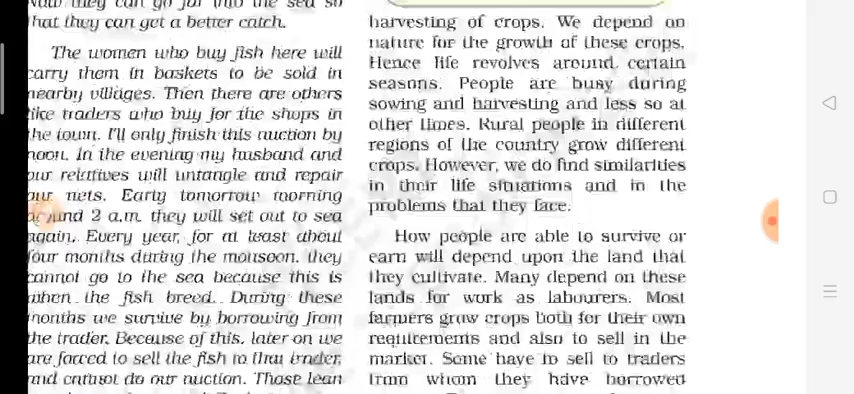 Now they can go far into the sea so
that they can get a better catch.
The women who buy fish here will
carry them in baskets to be sold in
nearby villages. Then there are others
like traders who buy for the shops in
the town. I'll only finish this auction by
noon. In the evening my husband and
our relatives will untangle and repair
our nets. Early tomorrow morning
around 2 a.m. they will set out to sea
again. Every year, for at least about
four months during the monsoon, they
cannot go to the sea because this is
when the fish breed. During these
months we survive by borrowing from
the trader. Because of this, later on we
are forced to sell the fish to that trader,
and cannot do our auction. Those lean
harvesting of crops. We depend on
nature for the growth of these crops.
Hence life revolves around certain
seasons. People are busy during
sowing and harvesting and less so at
other times. Rural people in different
regions of the country grow different
crops. However, we do find similarities
in their life situations and in the
problems that they face.
How people are able to survive or
earn will depend upon the land that
they cultivate. Many depend on these
lands for work as labourers. Most
farmers grow crops both for their own
requirements and also to sell in the
market. Some have to sell to traders
from whom they have borrowed